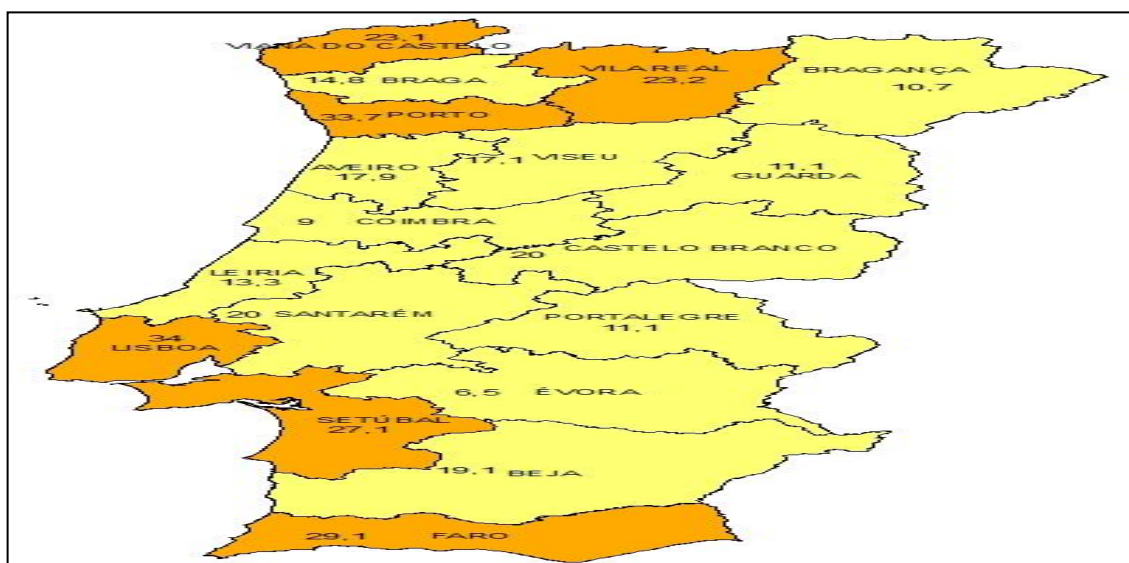 23,1
VIANA DO CASTELO
14,8 BRAGA
VILA REAL
23,2
BRAGANÇA
10,7
33,7 PORTO
AVEIRO
17,9
17,1 VISEU
11,1
GUARDA
9 COIMBRA
CASTELO BRANCO
20
LEIRIA
13,3
20 SANTARÉM
PORTALEGRE
11,1
34
LISBOA
6,5 ÉVORA
SETÚBAL
27,1
19,1 BEJA
29,1 FARO